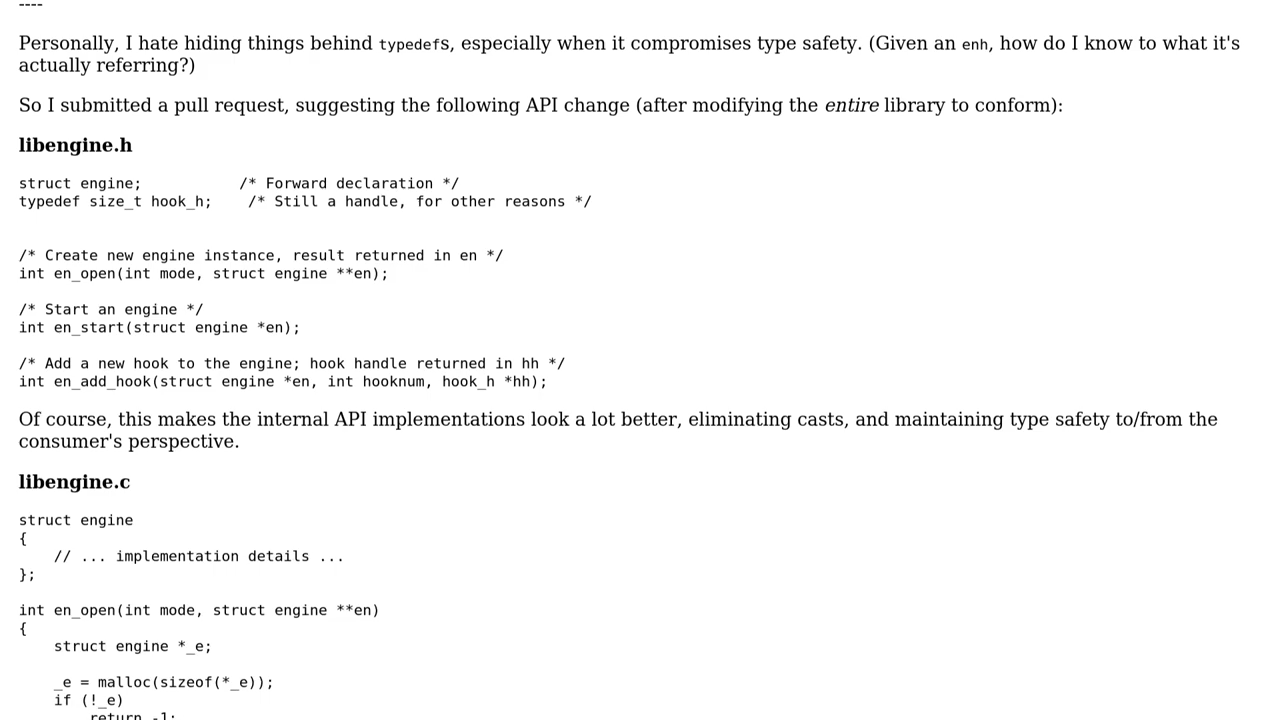 ----
Personally, I hate hiding things behind typedefs, especially when it compromises type safety. (Given an enh, how do I know to what it's
actually referring?)
So I submitted a pull request, suggesting the following API change (after modifying the entire library to conform):
libengine.h
struct engine;           /* Forward declaration */
typedef size_t hook_h;    /* Still a handle, for other reasons */
/* Create new engine instance, result returned in en */
int en_open(int mode, struct engine **en);
/* Start an engine */
int en_start(struct engine *en);
/* Add a new hook to the engine; hook handle returned in hh */
int en_add_hook(struct engine *en, int hooknum, hook_h *hh);
Of course, this makes the internal API implementations look a lot better, eliminating casts, and maintaining type safety to/from the
consumer's perspective.
libengine.c
struct engine
{
    // ... implementation details ...
};
int en_open(int mode, struct engine **en)
{
    struct engine *_e;
    _e = malloc(sizeof(*_e));
    if (!_e)
        return -1;